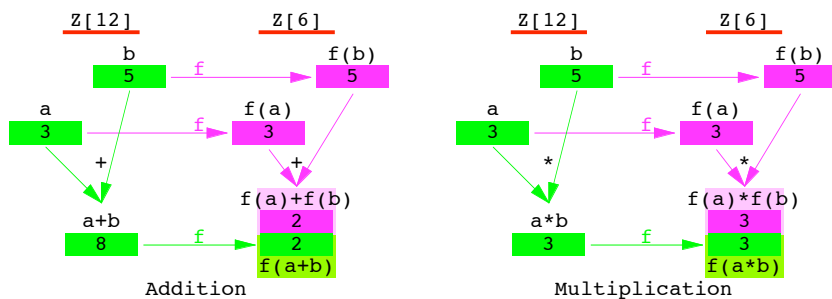 Z[12] Z[6] Z[12] Z[6]
b f(b) b f(b)
5 f 5 5 f 5
a f(a) a f(a)
3 f 3 3 f 3
+ + * *
f(a)+f(b) f(a)*f(b)
a+b 2 a*b 3
8 f 2 3 f 3
f(a+b) f(a*b)
Addition Multiplication